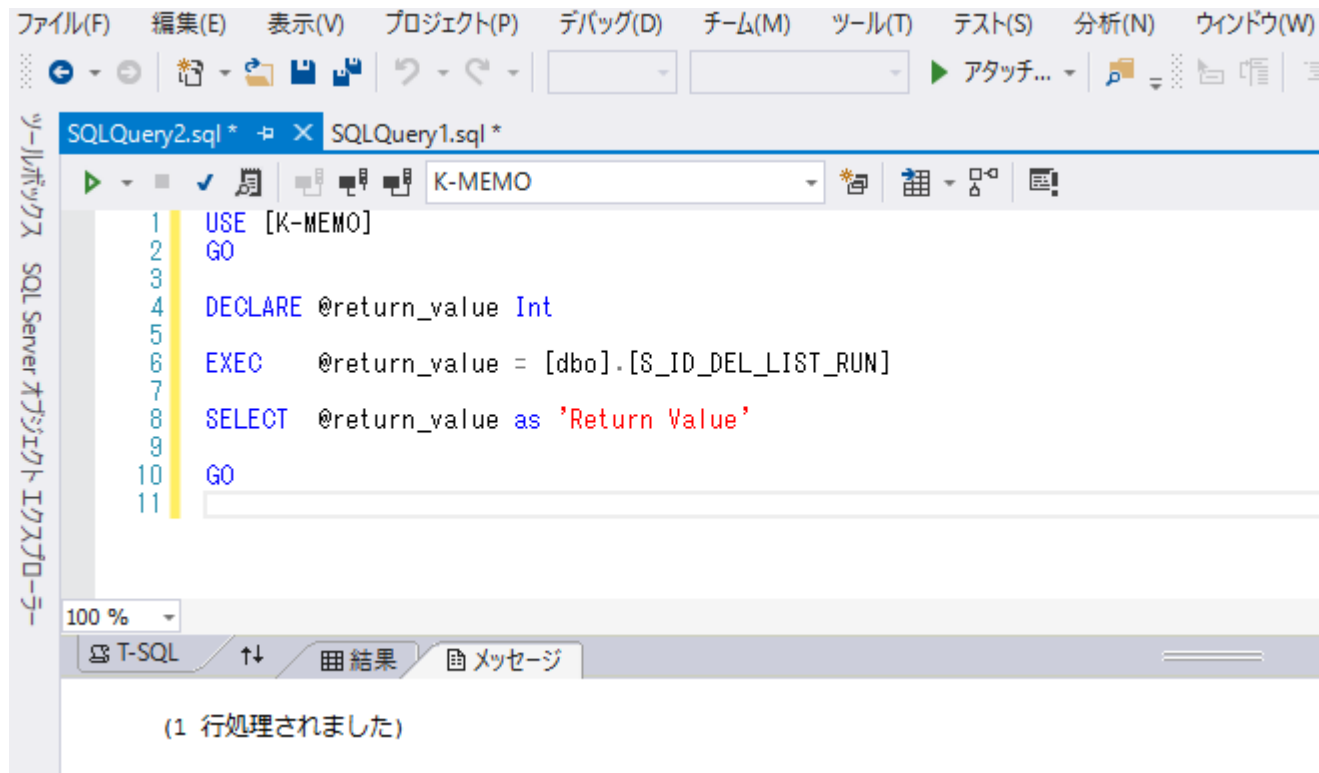 ファイル(F) 編集(E) 表示(V) プロジェクト(P) デバッグ(D) チーム(M) ツール(T) テスト(S) 分析(N) ウィンドウ(W)
アタッチ...
SQLQuery2.sql * SQLQuery1.sql *
K-MEMO
ツールボックス
SQL Server オブジェクト エクスプローラー
1 USE [K-MEMO]
2 GO
3
4 DECLARE @return_value Int
5
6 EXEC @return_value = [dbo].[S_ID_DEL_LIST_RUN]
7
8 SELECT @return_value as 'Return Value'
9
10 GO
11
100 %
T-SQL 結果 メッセージ
(1 行処理されました)